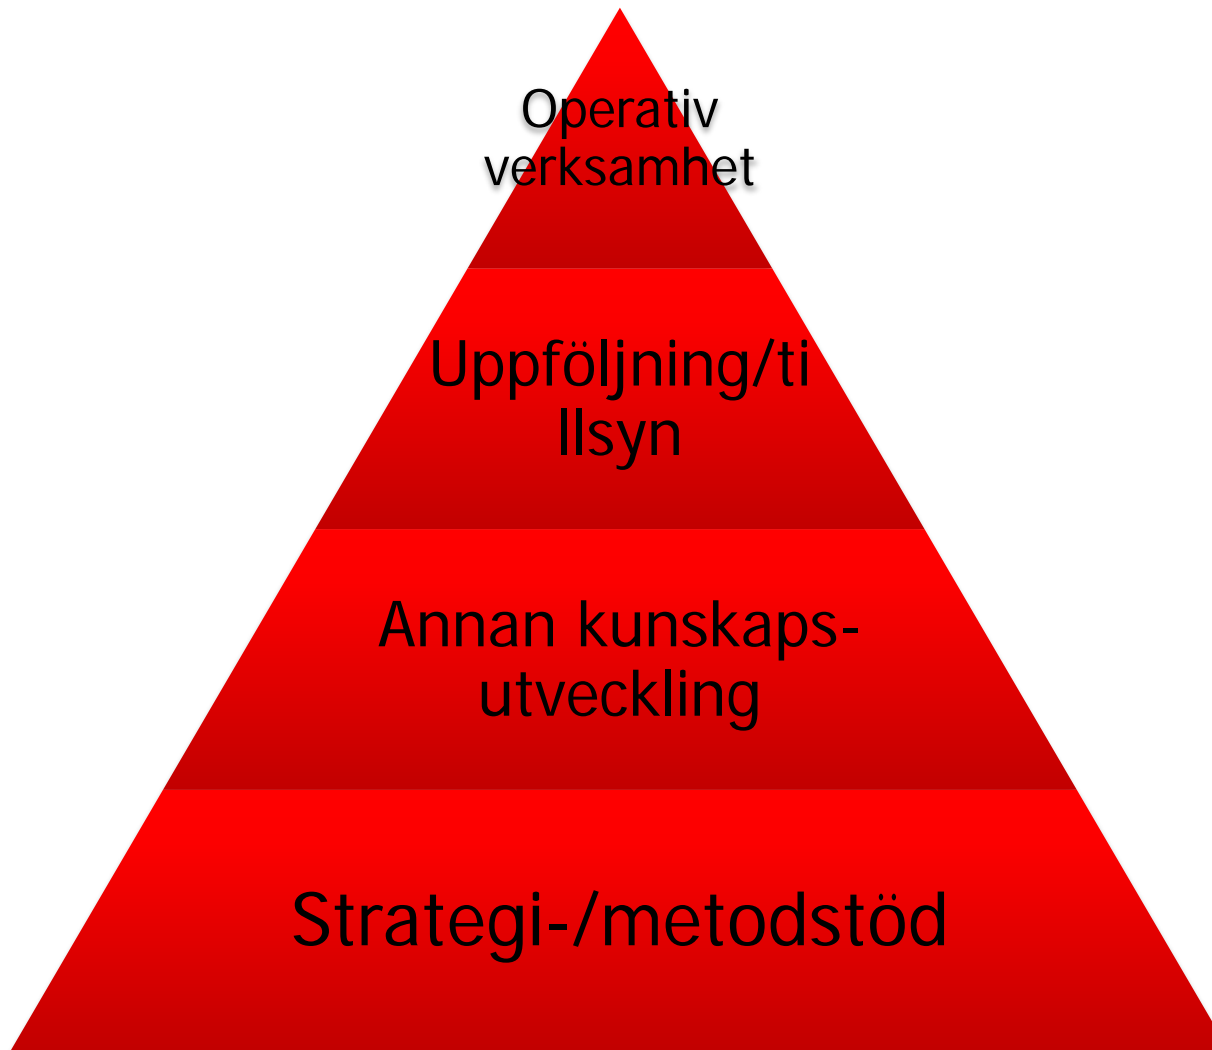 Operativ
verksamhet
Uppföljning/ti
llsyn
Annan kunskaps-
utveckling
Strategi-/metodstöd